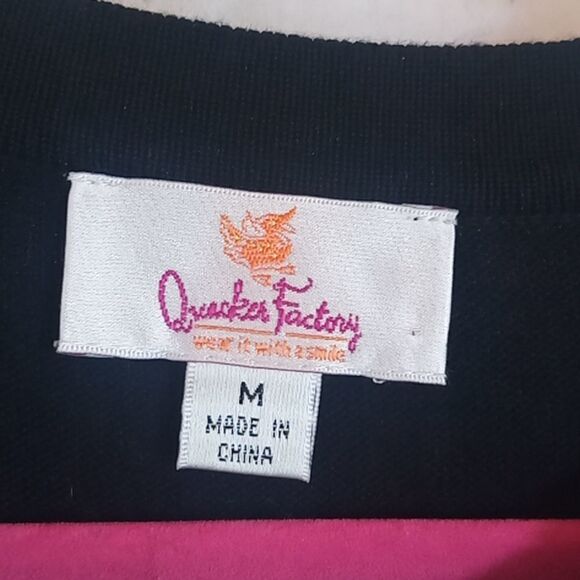 Quacker Factory
wear it with a smile
M
MADE IN
CHINA